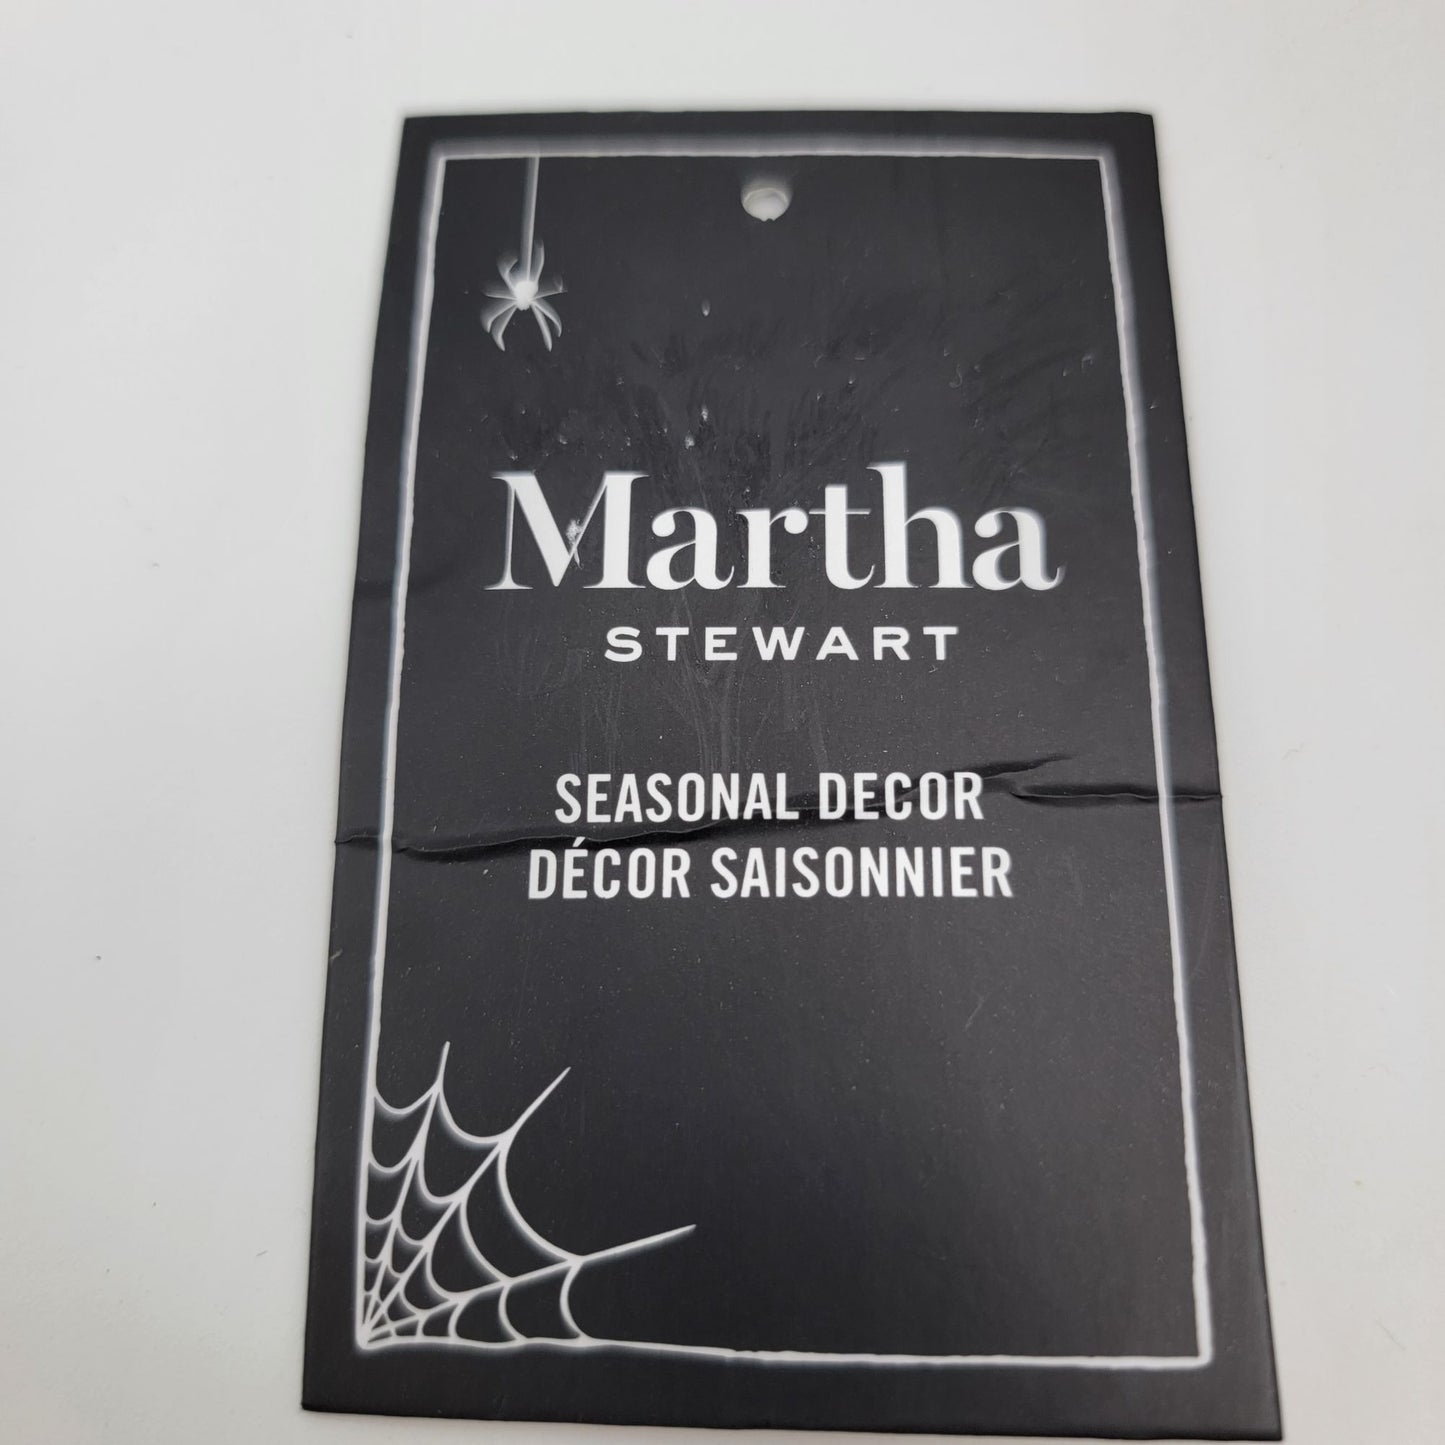 Martha
STEWART
SEASONAL DECOR
DÉCOR SAISONNIER